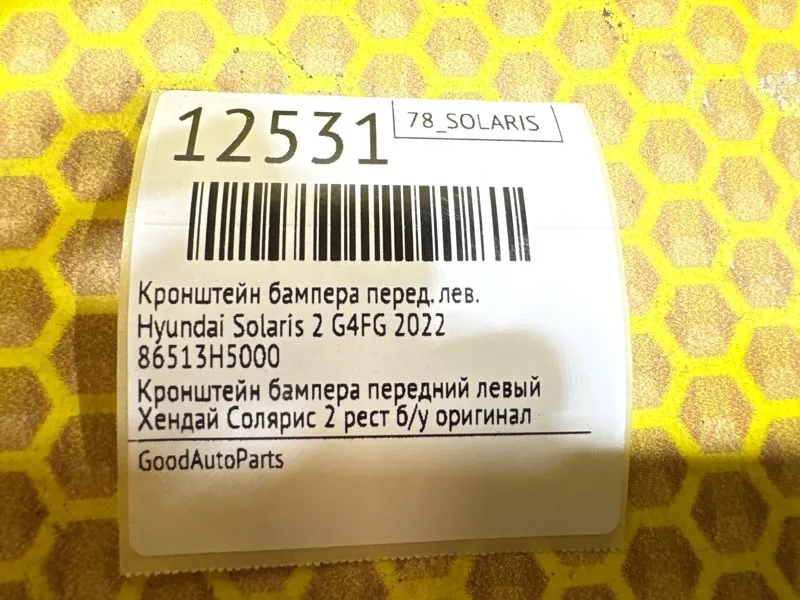 12531
78_SOLARIS
Кронштейн бампера перед. лев.
Hyundai Solaris 2 G4FG 2022
86513H5000
Кронштейн бампера передний левый
Хендай Солярис 2 рест б/у оригинал
GoodAutoParts